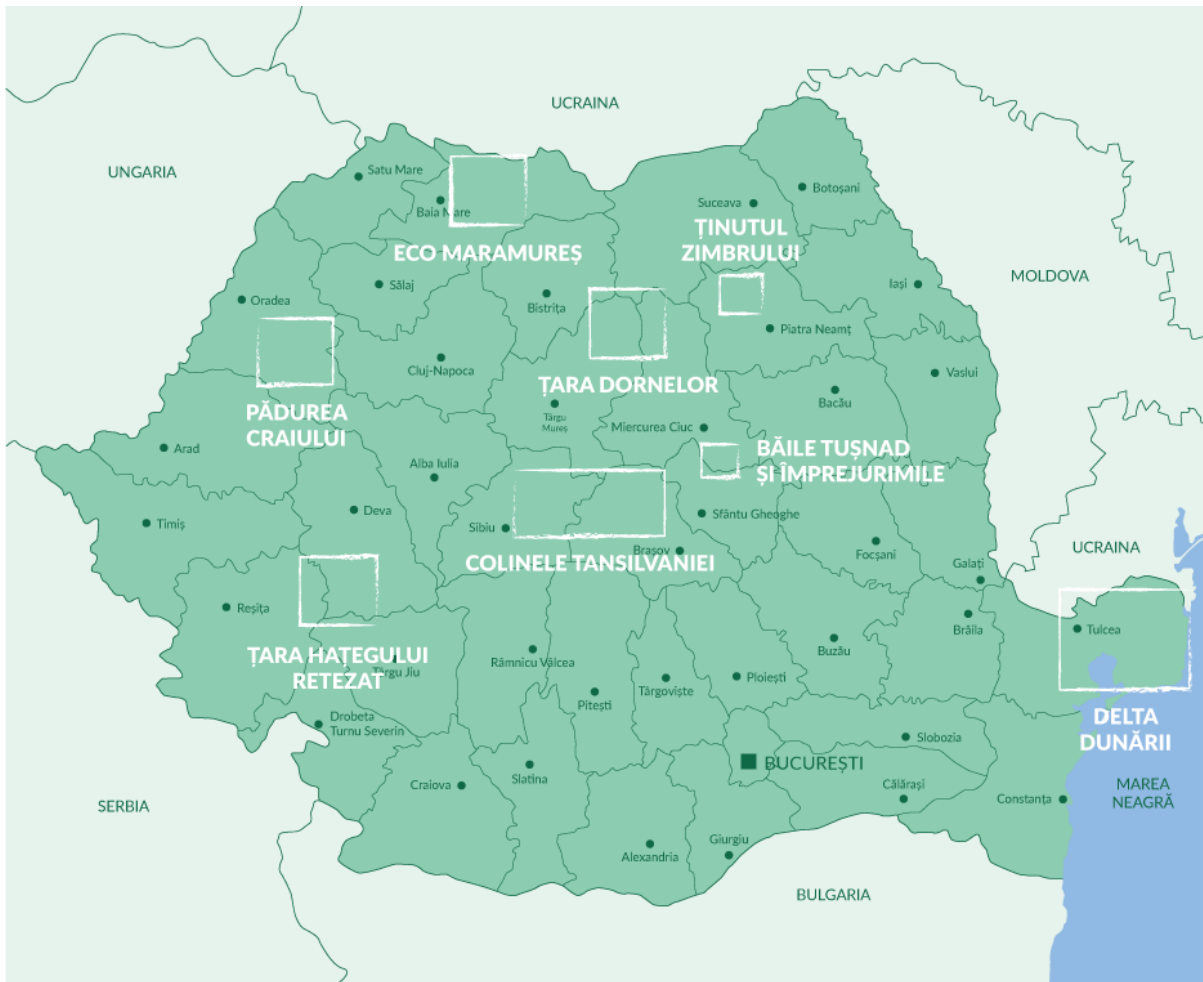 UCRAINA
UNGARIA
Satu Mare
Baia Mare
Suceava
Botoșani
ECO MARAMUREȘ
ȚINUTUL
ZIMBRULUI
MOLDOVA
Sălaj
Iași
Oradea
Bistrița
Piatra Neamț
Cluj-Napoca
Vaslui
ȚARA DORNELOR
Bacău
PĂDUREA
CRAIULUI
Târgu
Mureș
Miercurea Ciuc
Arad
BĂILE TUȘNAD
ȘI ÎMPREJURIMILE
Alba Iulia
Deva
Sfântu Gheorghe
Timiș
Sibiu
Brașov
Focșani
UCRAINA
COLINELE TANSILVANIEI
Galați
Reșița
Brăila
Tulcea
Buzău
ȚARA HATEGULUI
RETEZAT
Târgu Jiu
Râmnicu Vâlcea
Ploiești
Târgoviște
Pitești
Drobeta
Turnu Severin
DELTA
DUNĂRII
Slobozia
BUCUREȘTI
Slatina
Craiova
Călărași
MAREA
NEAGRĂ
SERBIA
Constanța
Giurgiu
Alexandria
BULGARIA